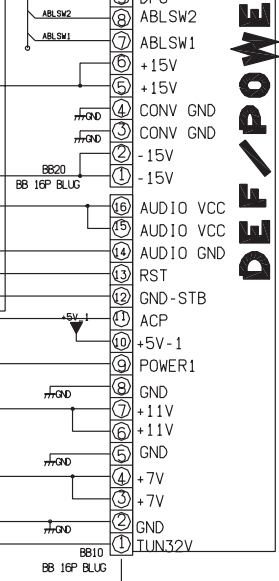 ABLSW2
⑧ ABLSW2
ABLSW1
⑦ ABLSW1
⑥ +15V
⑤ +15V
④ CONV GND
GND
③ CONV GND
GND
② -15V
BB20
① -15V
BB 16P BLUG
⑯ AUDIO VCC
⑮ AUDIO VCC
⑭ AUDIO GND
⑬ RST
⑫ GND-STB
+5V_1
⑪ ACP
⑩ +5V-1
⑨ POWER1
⑧ GND
GND
⑦ +11V
⑥ +11V
⑤ GND
GND
④ +7V
③ +7V
② GND
GND
① TUN32V
BB10
BB 16P BLUG
DEF/POWE